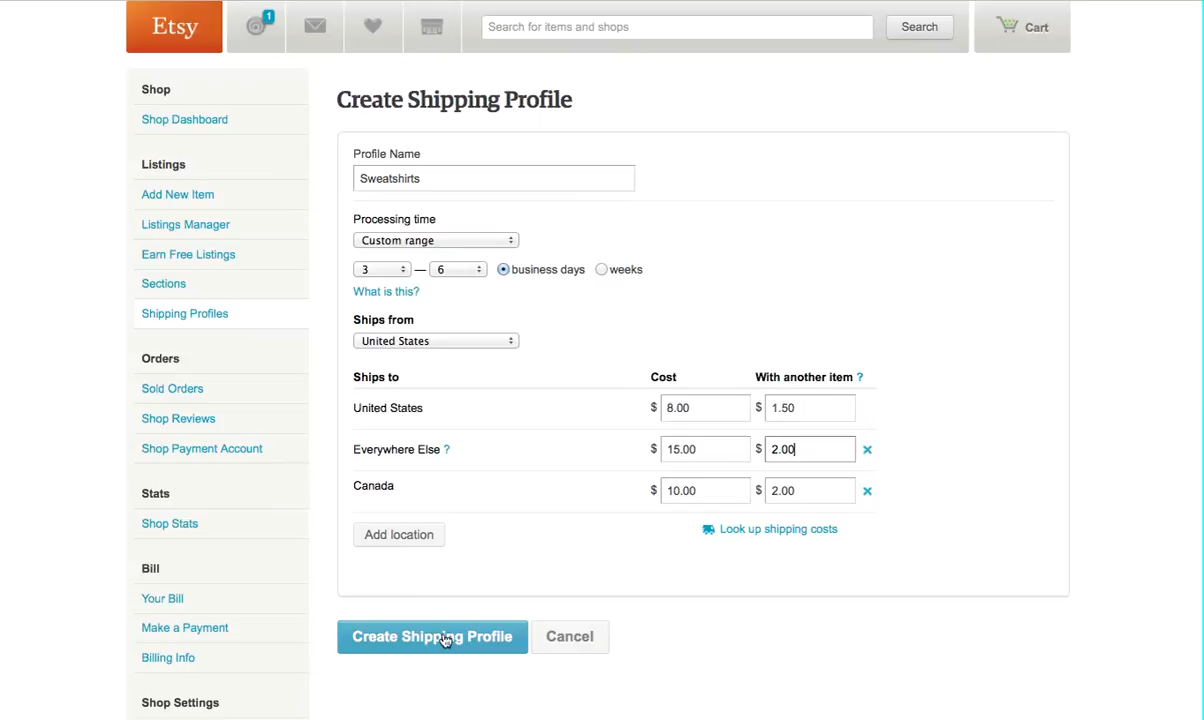 Etsy
1
Search for items and shops
Search
Cart
Shop
Shop Dashboard
Listings
Add New Item
Listings Manager
Earn Free Listings
Sections
Shipping Profiles
Orders
Sold Orders
Shop Reviews
Shop Payment Account
Stats
Shop Stats
Bill
Your Bill
Make a Payment
Billing Info
Shop Settings
Create Shipping Profile
Profile Name
Sweatshirts
Processing time
Custom range
3 — 6 business days weeks
What is this?
Ships from
United States
Ships to Cost With another item ?
United States $ 8.00 $ 1.50
Everywhere Else ? $ 15.00 $ 2.00 ×
Canada $ 10.00 $ 2.00 ×
Add location
Look up shipping costs
Create Shipping Profile
Cancel